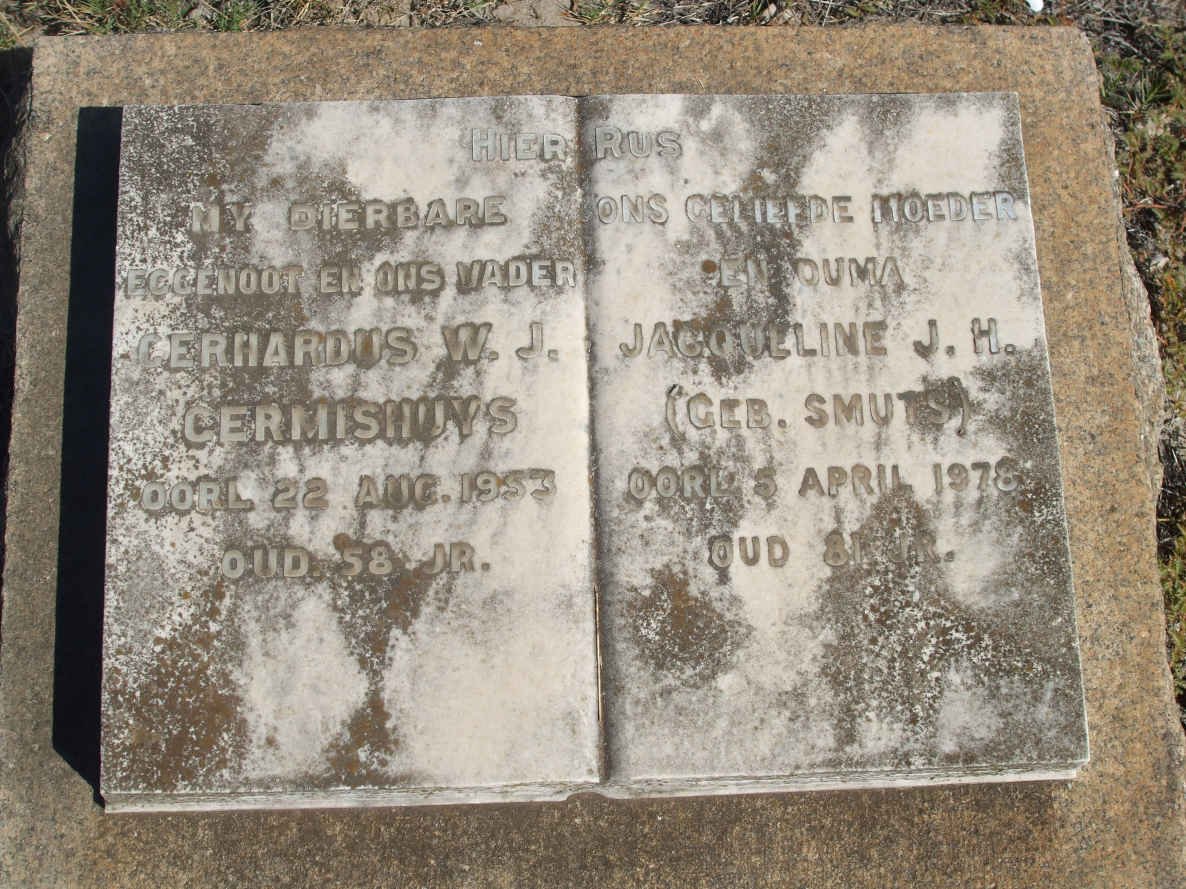 HIER RUS
MY DIERBARE
EGGENOOT EN ONS VADER
GERHARDUS W. J.
GERMISHUYS
OORL. 22 AUG. 1953
OUD. 58 JR.
ONS GELIEFDE MOEDER
EN OUMA
JACQUELINE J. H.
(GEB. SMUTS)
OORL. 5 APRIL 1978
OUD 81 JR.